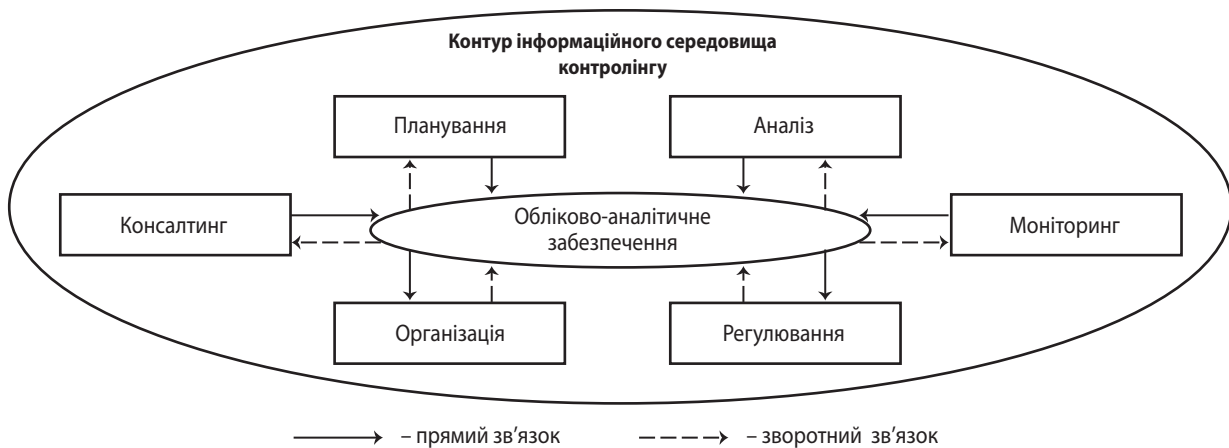 Контур інформаційного середовища
контролінгу
Планування
Аналіз
Консалтинг
Обліково-аналітичне
забезпечення
Моніторинг
Організація
Регулювання
– прямий зв'язок
– зворотний зв'язок